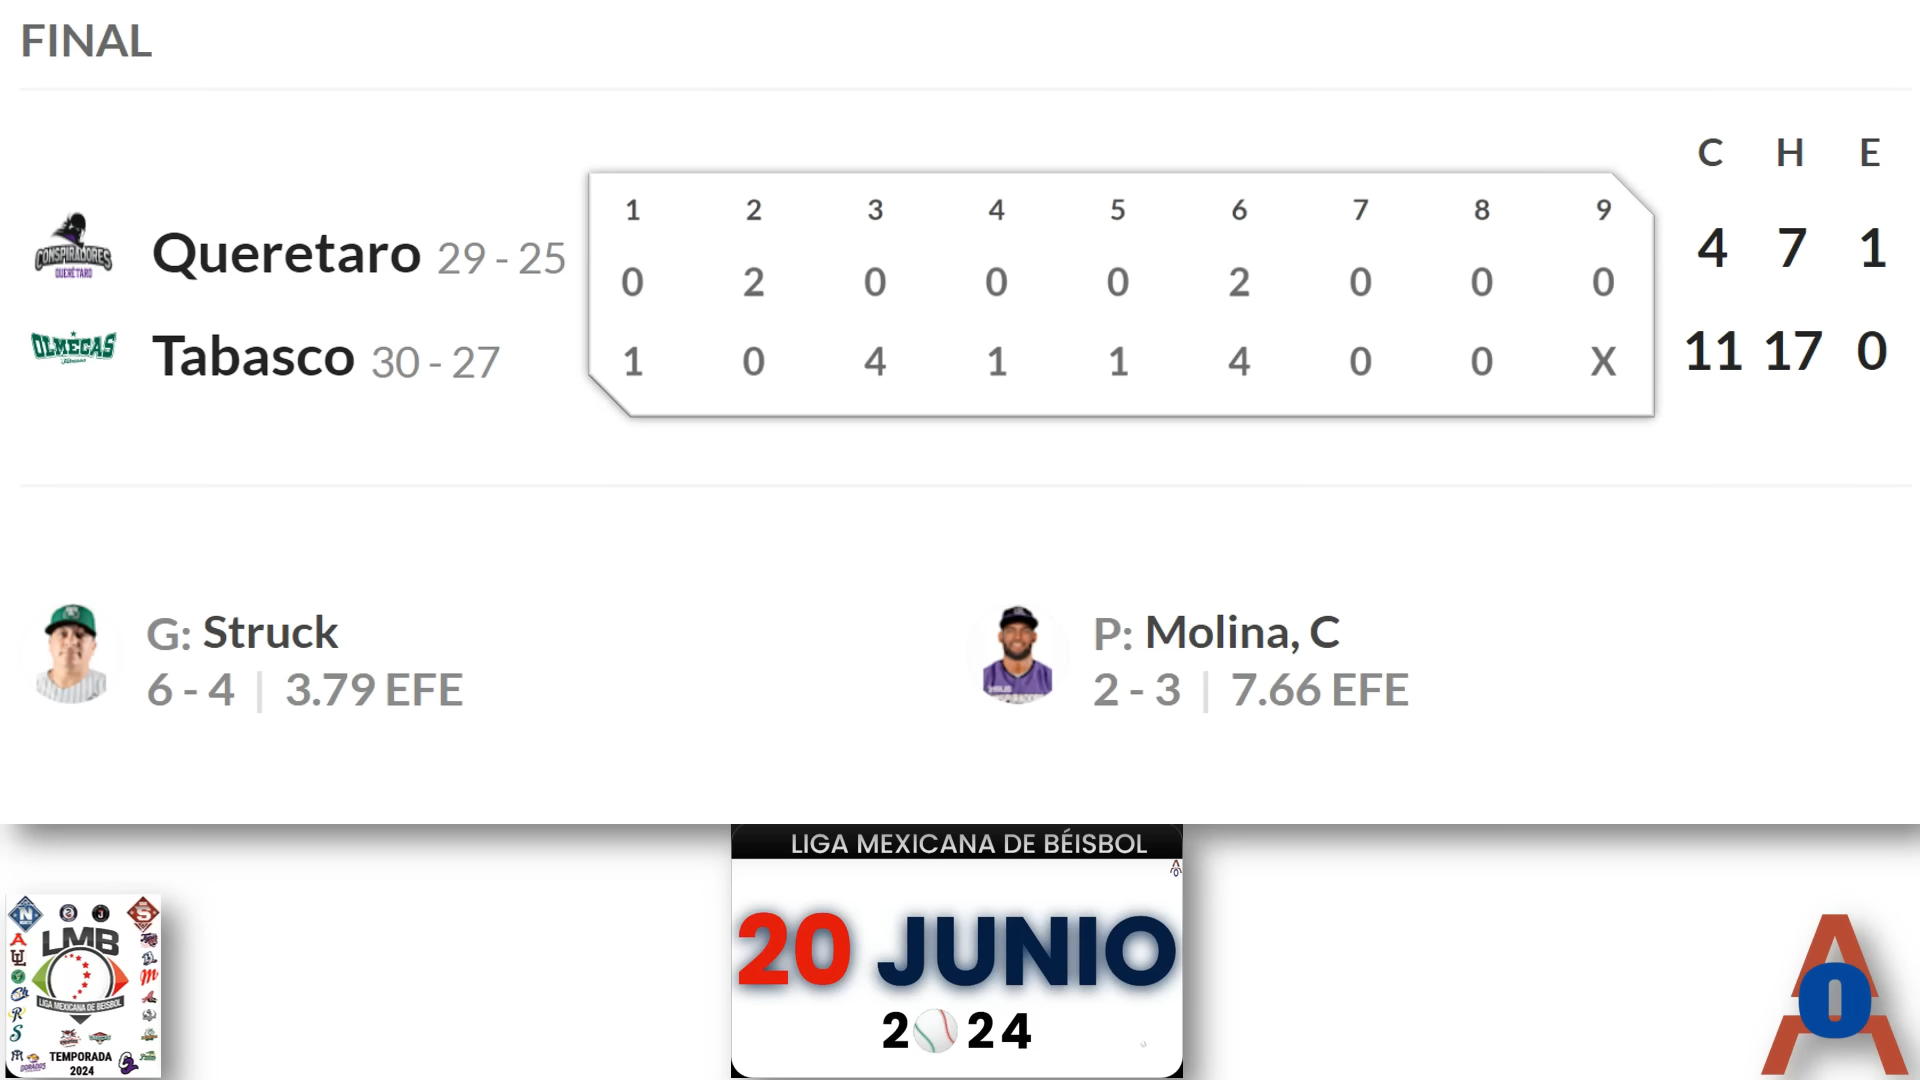 FINAL
C H E
1 2 3 4 5 6 7 8 9
CONSPIRADORES
QUERÉTARO
Queretaro 29 - 25
0 2 0 0 0 2 0 0 0
4 7 1
OLMECAS
Tabasco 30 - 27
1 0 4 1 1 4 0 0 X
11 17 0
G: Struck
6 - 4 | 3.79 EFE
P: Molina, C
2 - 3 | 7.66 EFE
LIGA MEXICANA DE BÉISBOL
20 JUNIO
2 24
N S
LMB
LIGA MEXICANA DE BEISBOL
TEMPORADA
2024
DORADOS
AO